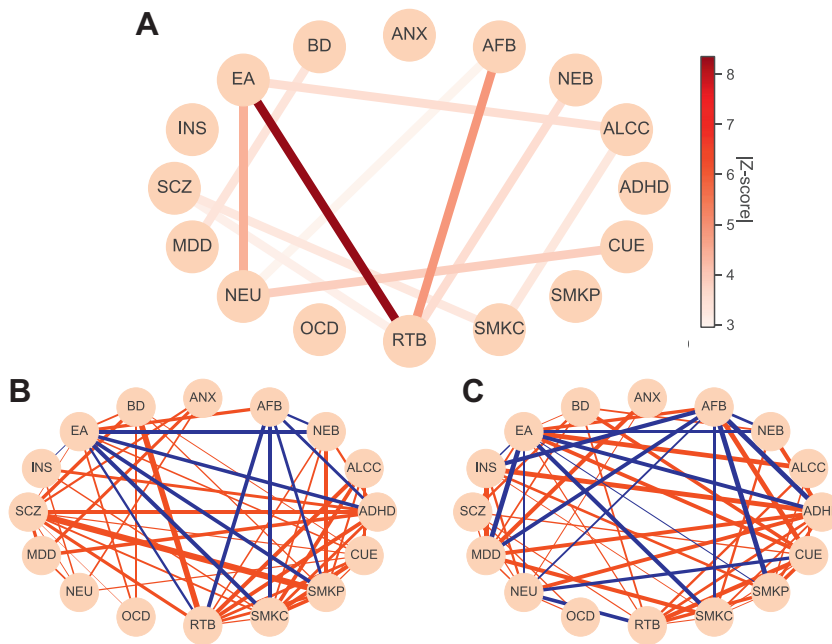 A
BD
ANX
AFB
EA
NEB
INS
ALCC
SCZ
ADHD
MDD
CUE
NEU
SMKP
OCD
RTB
SMKC
8
7
6
5
4
3
|Z-score|
B
BD
ANX
AFB
EA
NEB
INS
ALCC
SCZ
ADHD
MDD
CUE
NEU
SMKP
OCD
RTB
SMKC
C
BD
ANX
AFB
EA
NEB
INS
ALCC
SCZ
ADH
MDD
CUE
NEU
SMKP
OCD
RTB
SMKC